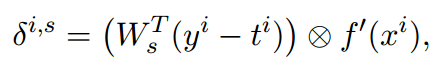 δ^{i,s} = (W_s^T(y^i − t^i)) ⊗ f′(x^i),